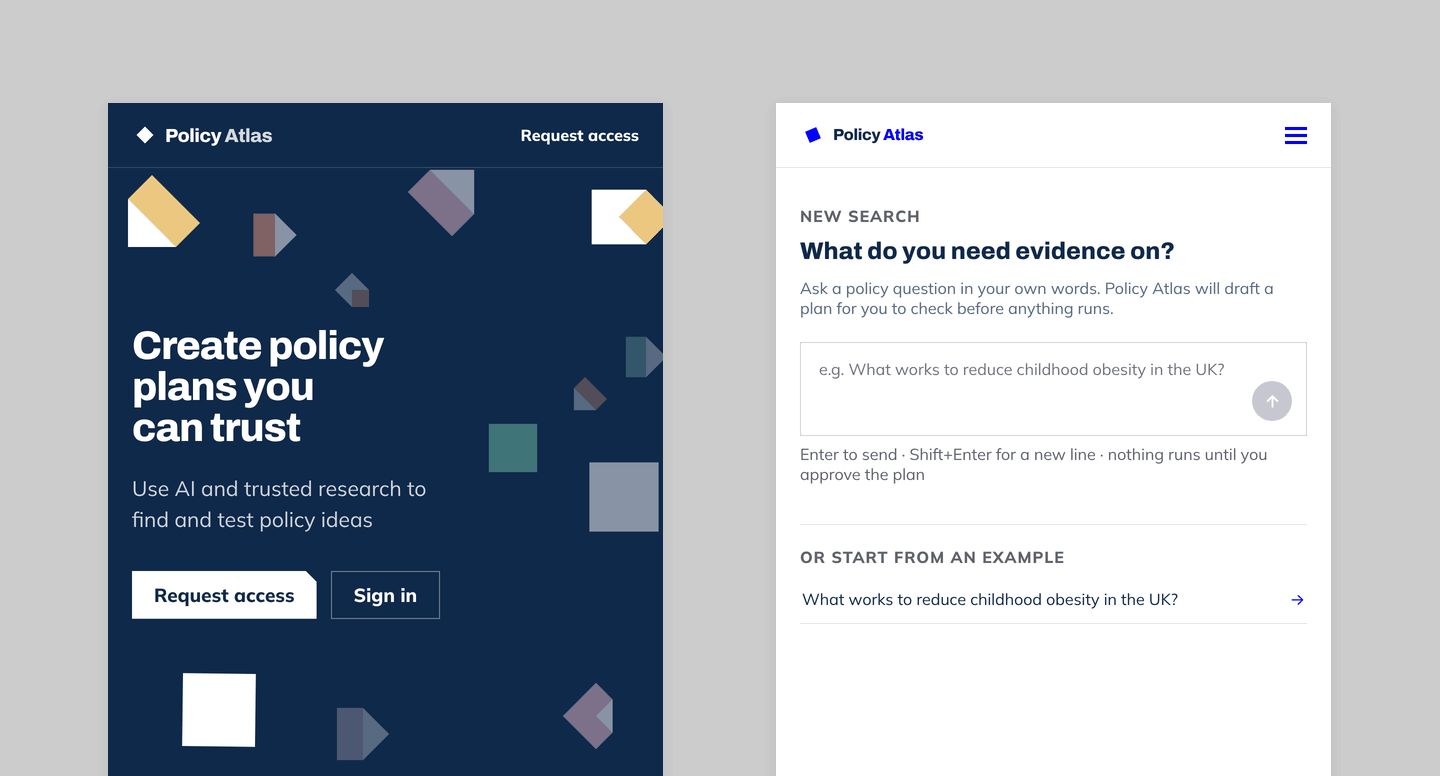 Policy Atlas
Request access
Create policy
plans you
can trust
Use AI and trusted research to
find and test policy ideas
Request access
Sign in
Policy Atlas
NEW SEARCH
What do you need evidence on?
Ask a policy question in your own words. Policy Atlas will draft a
plan for you to check before anything runs.
e.g. What works to reduce childhood obesity in the UK?
Enter to send · Shift+Enter for a new line · nothing runs until you
approve the plan
OR START FROM AN EXAMPLE
What works to reduce childhood obesity in the UK?